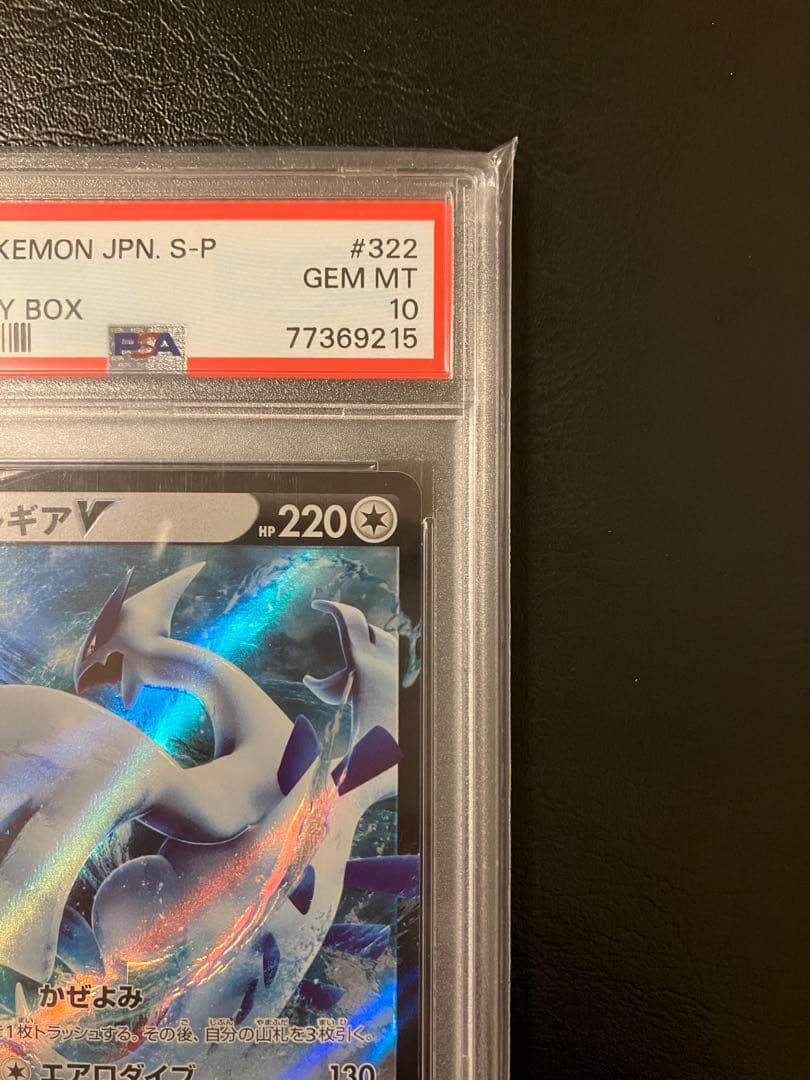 KEMON JPN. S-P #322
GEM MT
Y BOX 10
PSA 77369215
ギアV HP 220
かぜよみ
1枚トラッシュする。その後、自分の山札を3枚引く。
エアロダイブ 130